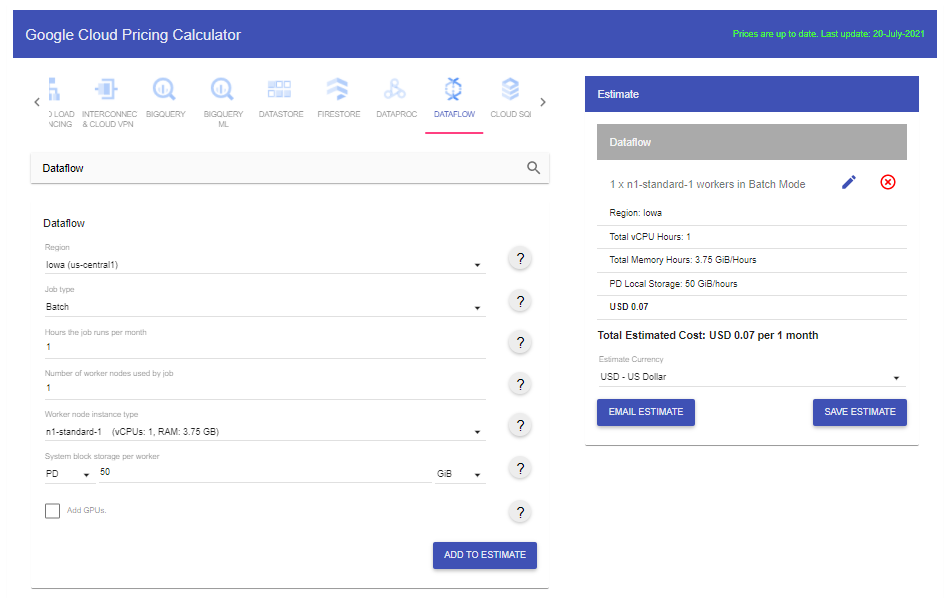 Google Cloud Pricing Calculator
Prices are up to date. Last update: 20-July-2021
LOAD
NCING
INTERCONNEC
& CLOUD VPN
BIGQUERY
BIGQUERY
ML
DATASTORE
FIRESTORE
DATAPROC
DATAFLOW
CLOUD SQL
Dataflow
Dataflow
Region
Iowa (us-central1)
?
Job type
Batch
?
Hours the job runs per month
1
?
Number of worker nodes used by job
1
?
Worker node instance type
n1-standard-1 (vCPUs: 1, RAM: 3.75 GB)
?
System block storage per worker
PD 50 GiB
?
Add GPUs.
?
ADD TO ESTIMATE
Estimate
Dataflow
1 x n1-standard-1 workers in Batch Mode
Region: Iowa
Total vCPU Hours: 1
Total Memory Hours: 3.75 GiB/Hours
PD Local Storage: 50 GiB/hours
USD 0.07
Total Estimated Cost: USD 0.07 per 1 month
Estimate Currency
USD - US Dollar
EMAIL ESTIMATE
SAVE ESTIMATE